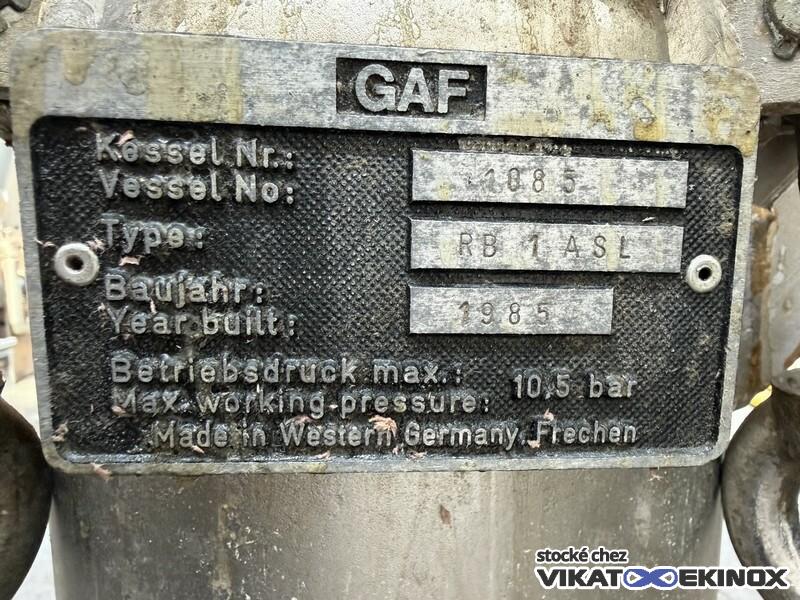 GAF
Kessel Nr.:
Vessel No: 1085
Type: RB 1 ASL
Baujahr:
Year built: 1985
Betriebsdruck max.:
Max. working pressure: 10,5 bar
Made in Western Germany, Frechen
stocké chez
VIKAT EKINOX